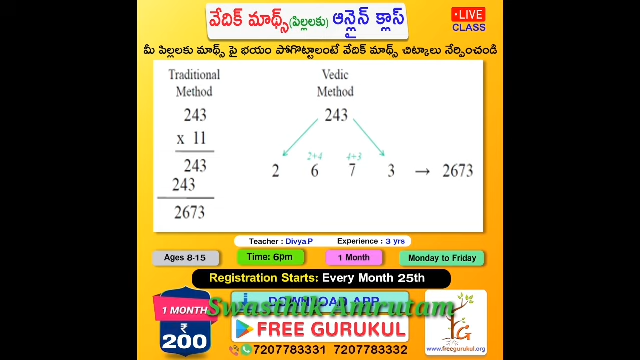 వేదిక్ మాథ్స్(పిల్లలకు) ఆన్లైన్ క్లాస్
LIVE
CLASS
మీ పిల్లలకు మాథ్స్ పై భయం పోగొట్టాలంటే వేదిక్ మాథ్స్ చిట్కాలు నేర్పించండి
Traditional
Method
243
x 11
243
243
2673
Vedic
Method
243
2+4 4+3
2 6 7 3 → 2673
Teacher : Divya.P Experience : 3 yrs
Ages 8-15 Time: 6pm 1 Month Monday to Friday
Registration Starts: Every Month 25th
1 MONTH
₹
200
DOWNLOAD APP
Swasthik Amrutam
FREE GURUKUL
7207783331 7207783332
FG
www.freegurukul.org